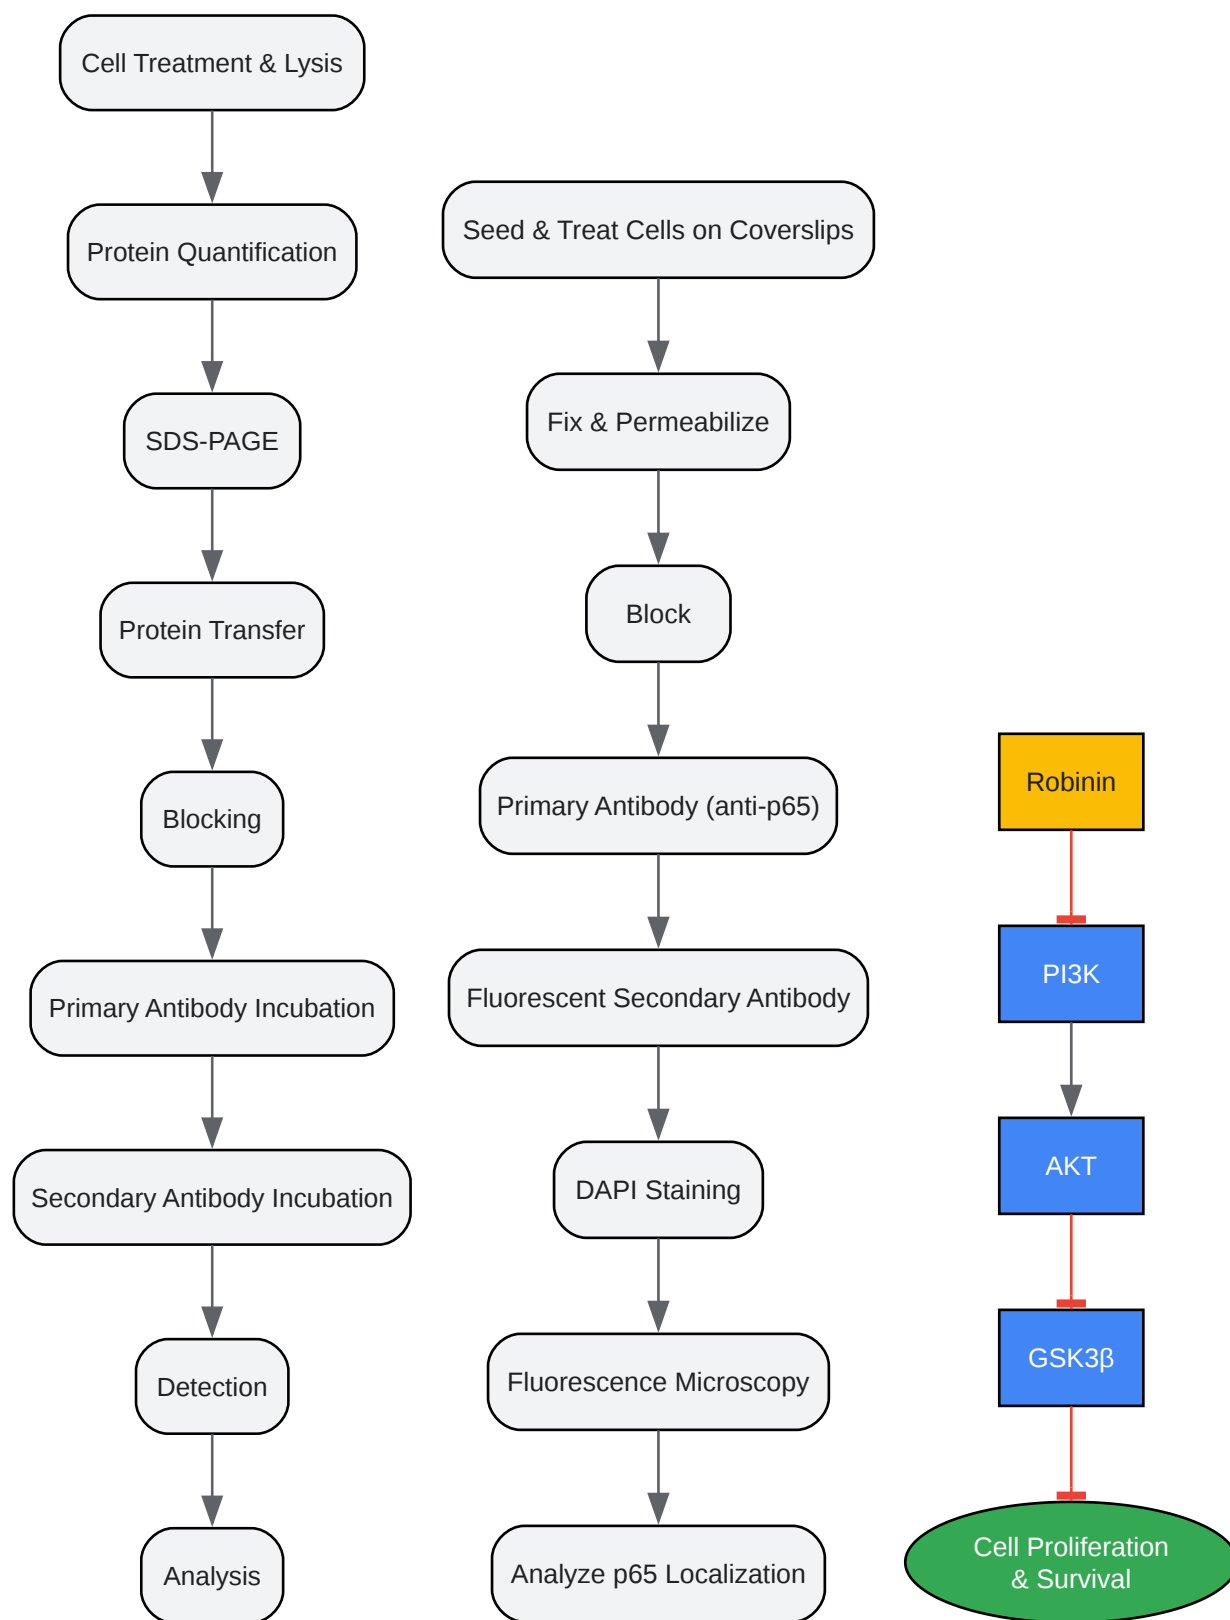 Cell Treatment & Lysis
Protein Quantification
SDS-PAGE
Protein Transfer
Blocking
Primary Antibody Incubation
Secondary Antibody Incubation
Detection
Analysis
Seed & Treat Cells on Coverslips
Fix & Permeabilize
Block
Primary Antibody (anti-p65)
Fluorescent Secondary Antibody
DAPI Staining
Fluorescence Microscopy
Analyze p65 Localization
Robinin
PI3K
AKT
GSK3β
Cell Proliferation
& Survival